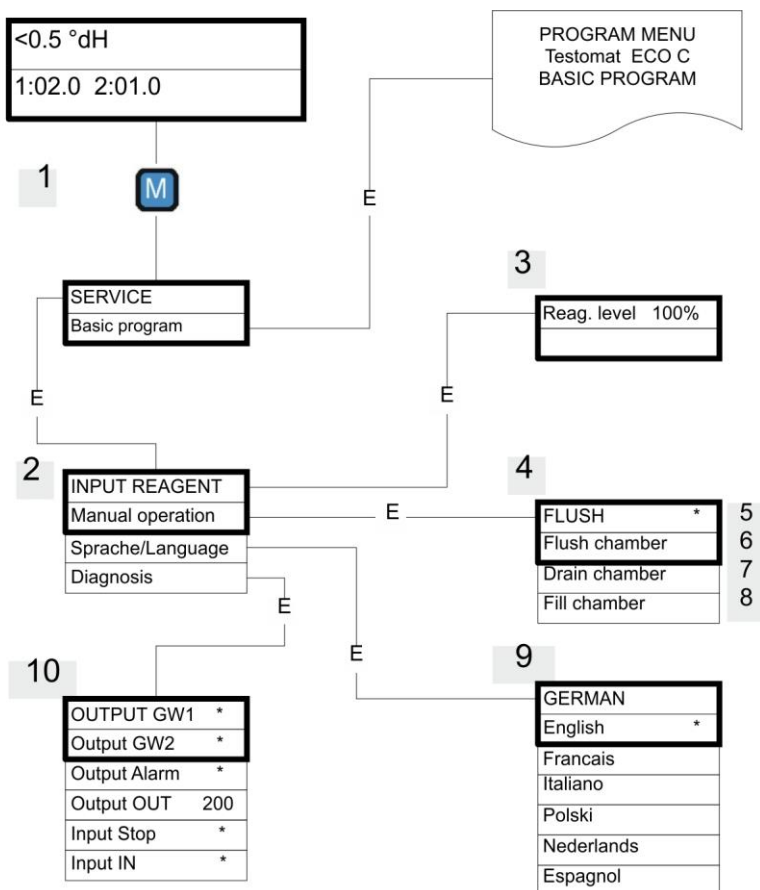 <0.5 °dH
1:02.0 2:01.0
PROGRAM MENU
Testomat ECO C
BASIC PROGRAM
1
M
E
SERVICE
Basic program
3
Reag. level 100%
E
E
2
INPUT REAGENT
Manual operation
Sprache/Language
Diagnosis
E
4
FLUSH *
Flush chamber
Drain chamber
Fill chamber
5
6
7
8
E
E
10
OUTPUT GW1 *
Output GW2 *
Output Alarm *
Output OUT 200
Input Stop *
Input IN *
9
GERMAN
English *
Francais
Italiano
Polski
Nederlands
Espagnol